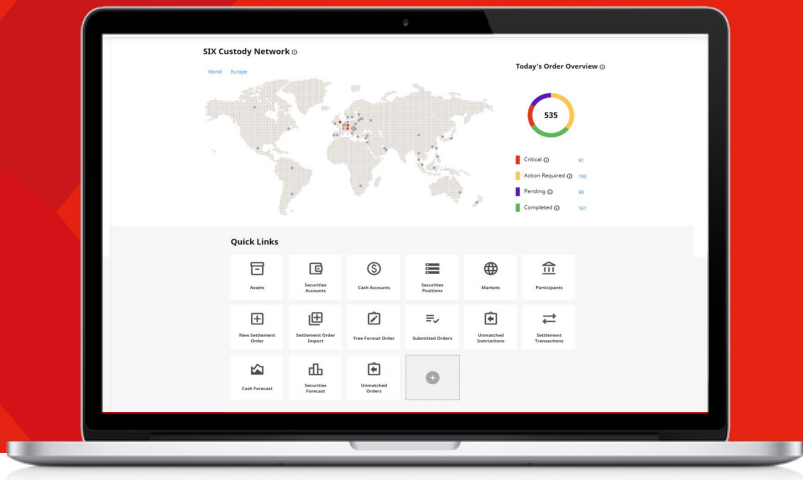 SIX Custody Network
World Europe
Today's Order Overview
535
Critical 91
Action Required 193
Pending 90
Completed 161
Quick Links
Assets
Securities
Accounts
Cash Accounts
Securities
Positions
Markets
Participants
New Settlement
Order
Settlement Order
Import
Free Format Order
Submitted Orders
Unmatched
Instructions
Settlement
Transactions
Cash Forecast
Securities
Forecast
Unmatched
Orders